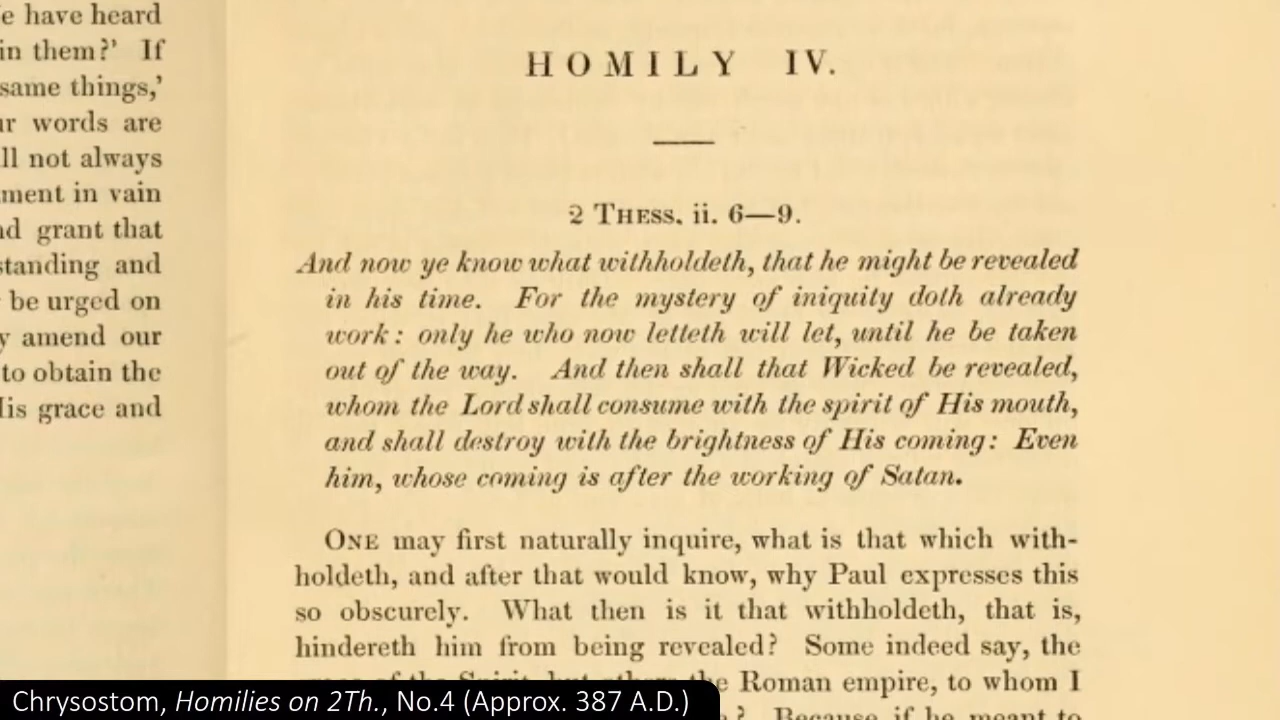 e have heard
in them?' If
same things,'
r words are
ll not always
ment in vain
d grant that
standing and
be urged on
y amend our
to obtain the
His grace and
HOMILY IV.
2 THESS. ii. 6—9.
And now ye know what withholdeth, that he might be revealed
in his time. For the mystery of iniquity doth already
work: only he who now letteth will let, until he be taken
out of the way. And then shall that Wicked be revealed,
whom the Lord shall consume with the spirit of His mouth,
and shall destroy with the brightness of His coming: Even
him, whose coming is after the working of Satan.
ONE may first naturally inquire, what is that which with-
holdeth, and after that would know, why Paul expresses this
so obscurely. What then is it that withholdeth, that is,
hindereth him from being revealed? Some indeed say, the
of the Spirit, but others the Roman empire, to whom I
? Because if he meant to
Chrysostom, Homilies on 2Th., No.4 (Approx. 387 A.D.)